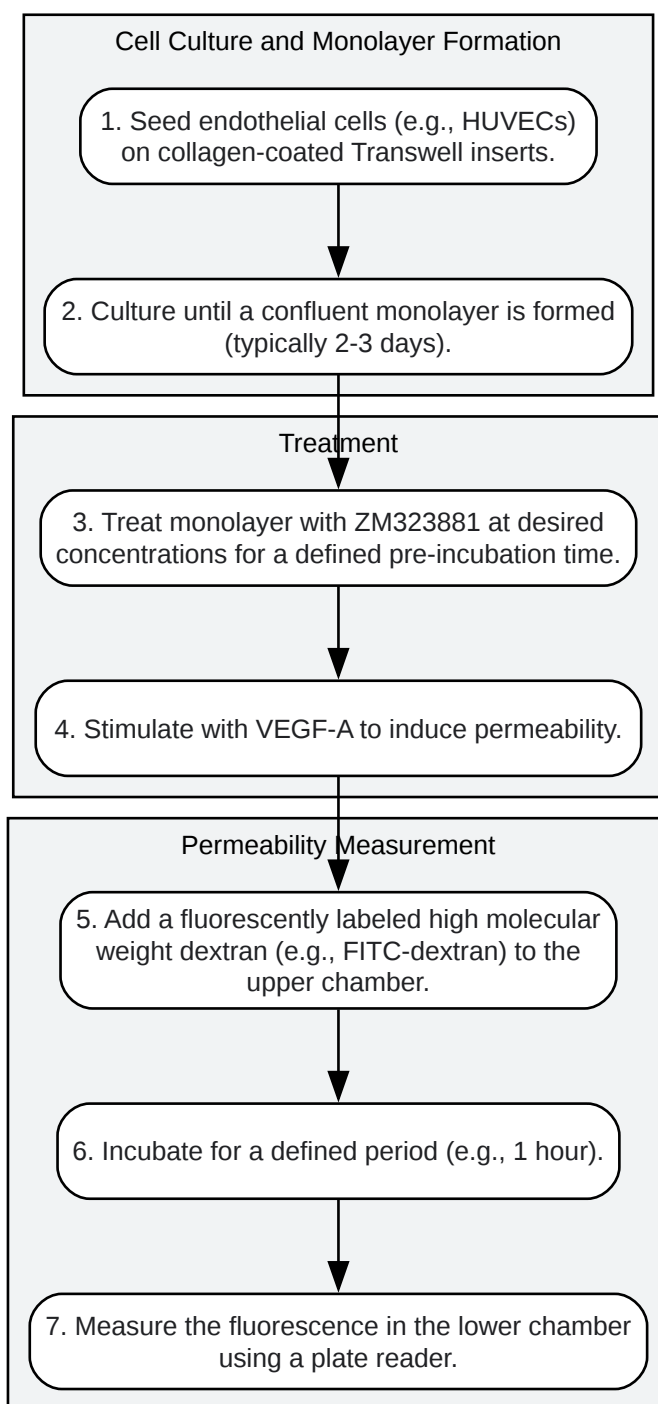 Cell Culture and Monolayer Formation
1. Seed endothelial cells (e.g., HUVECs)
on collagen-coated Transwell inserts.
2. Culture until a confluent monolayer is formed
(typically 2-3 days).
Treatment
3. Treat monolayer with ZM323881 at desired
concentrations for a defined pre-incubation time.
4. Stimulate with VEGF-A to induce permeability.
Permeability Measurement
5. Add a fluorescently labeled high molecular
weight dextran (e.g., FITC-dextran) to the
upper chamber.
6. Incubate for a defined period (e.g., 1 hour).
7. Measure the fluorescence in the lower chamber
using a plate reader.